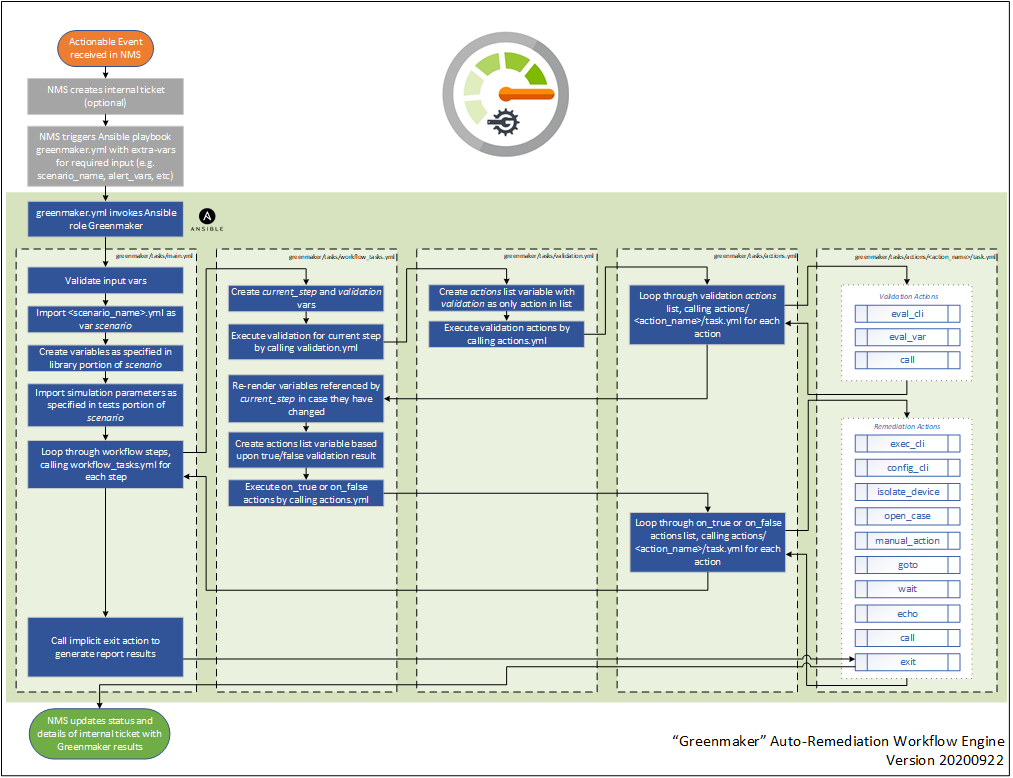 Actionable Event
received in NMS
NMS creates internal ticket
(optional)
NMS triggers Ansible playbook
greenmaker.yml with extra-vars
for required input (e.g.
scenario_name, alert_vars, etc)
greenmaker.yml invokes Ansible
role Greenmaker
A
ANSIBLE
G
greenmaker/tasks/main.yml
Validate input vars
Import <scenario_name>.yml as
var scenario
Create variables as specified in
library portion of scenario
Import simulation parameters as
specified in tests portion of
scenario
Loop through workflow steps,
calling workflow_tasks.yml for
each step
Call implicit exit action to
generate report results
greenmaker/tasks/workflow_tasks.yml
Create current_step and validation
vars
Execute validation for current step
by calling validation.yml
Re-render variables referenced by
current_step in case they have
changed
Create actions list variable based
upon true/false validation result
Execute on_true or on_false
actions by calling actions.yml
greenmaker/tasks/validation.yml
Create actions list variable with
validation as only action in list
Execute validation actions by
calling actions.yml
greenmaker/tasks/actions.yml
Loop through validation actions
list, calling actions/
<action_name>/task.yml for each
action
Loop through on_true or on_false
actions list, calling actions/
<action_name>/task.yml for each
action
greenmaker/tasks/actions/<action_name>/task.yml
Validation Actions
eval_cli
eval_var
call
Remediation Actions
exec_cli
config_cli
isolate_device
open_case
manual_action
goto
wait
echo
call
exit
NMS updates status and
details of internal ticket with
Greenmaker results
“Greenmaker” Auto-Remediation Workflow Engine
Version 20200922